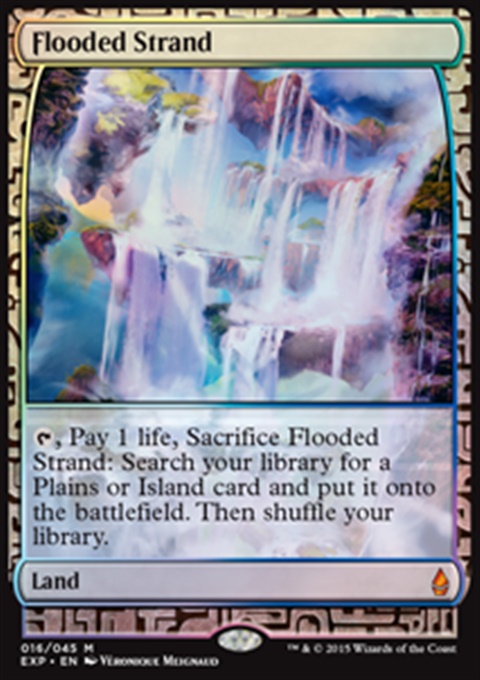 Flooded Strand
, Pay 1 life, Sacrifice Flooded
Strand: Search your library for a
Plains or Island card and put it onto
the battlefield. Then shuffle your
library.
Land
016/045 M
EXP • EN Véronique Meignaud
™ & © 2015 Wizards of the Coast